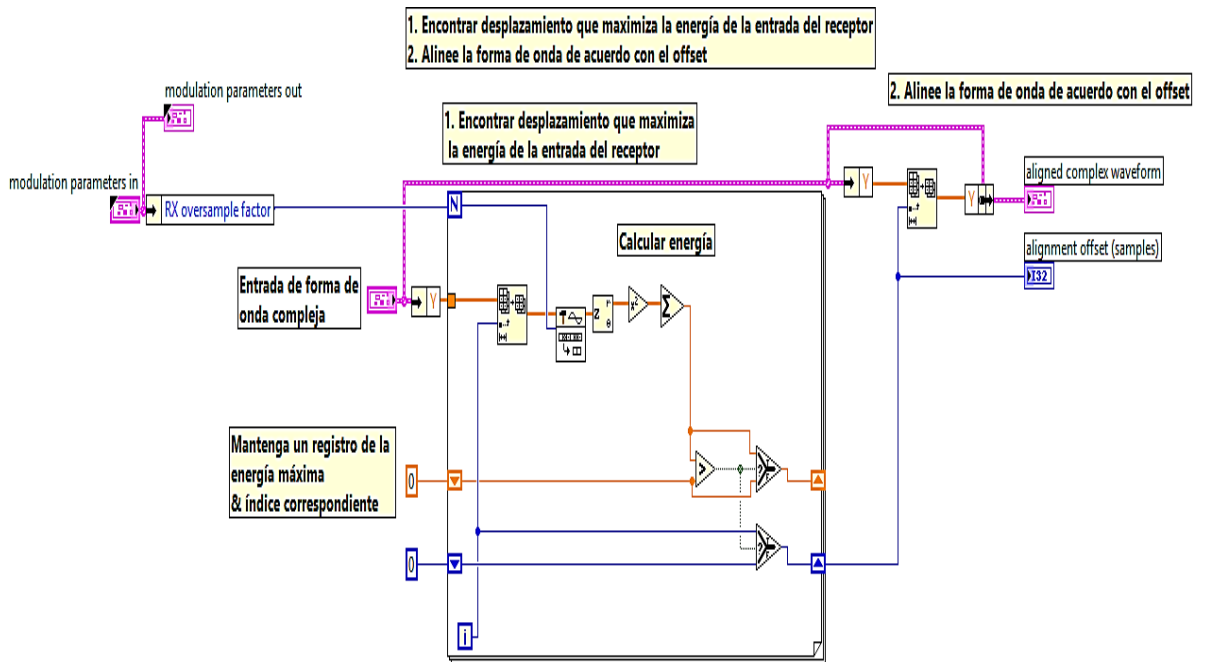 1. Encontrar desplazamiento que maximiza la energía de la entrada del receptor
2. Alinee la forma de onda de acuerdo con el offset
modulation parameters out
2. Alinee la forma de onda de acuerdo con el offset
1. Encontrar desplazamiento que maximiza
la energía de la entrada del receptor
modulation parameters in
RX oversample factor
N
Y
Y
aligned complex waveform
Calcular energía
alignment offset (samples)
I32
Entrada de forma de
onda compleja
Y
z
r
θ
x²
Σ
Mantenga un registro de la
energía máxima
& índice correspondiente
0
>
?
T
F
0
?
T
F
i